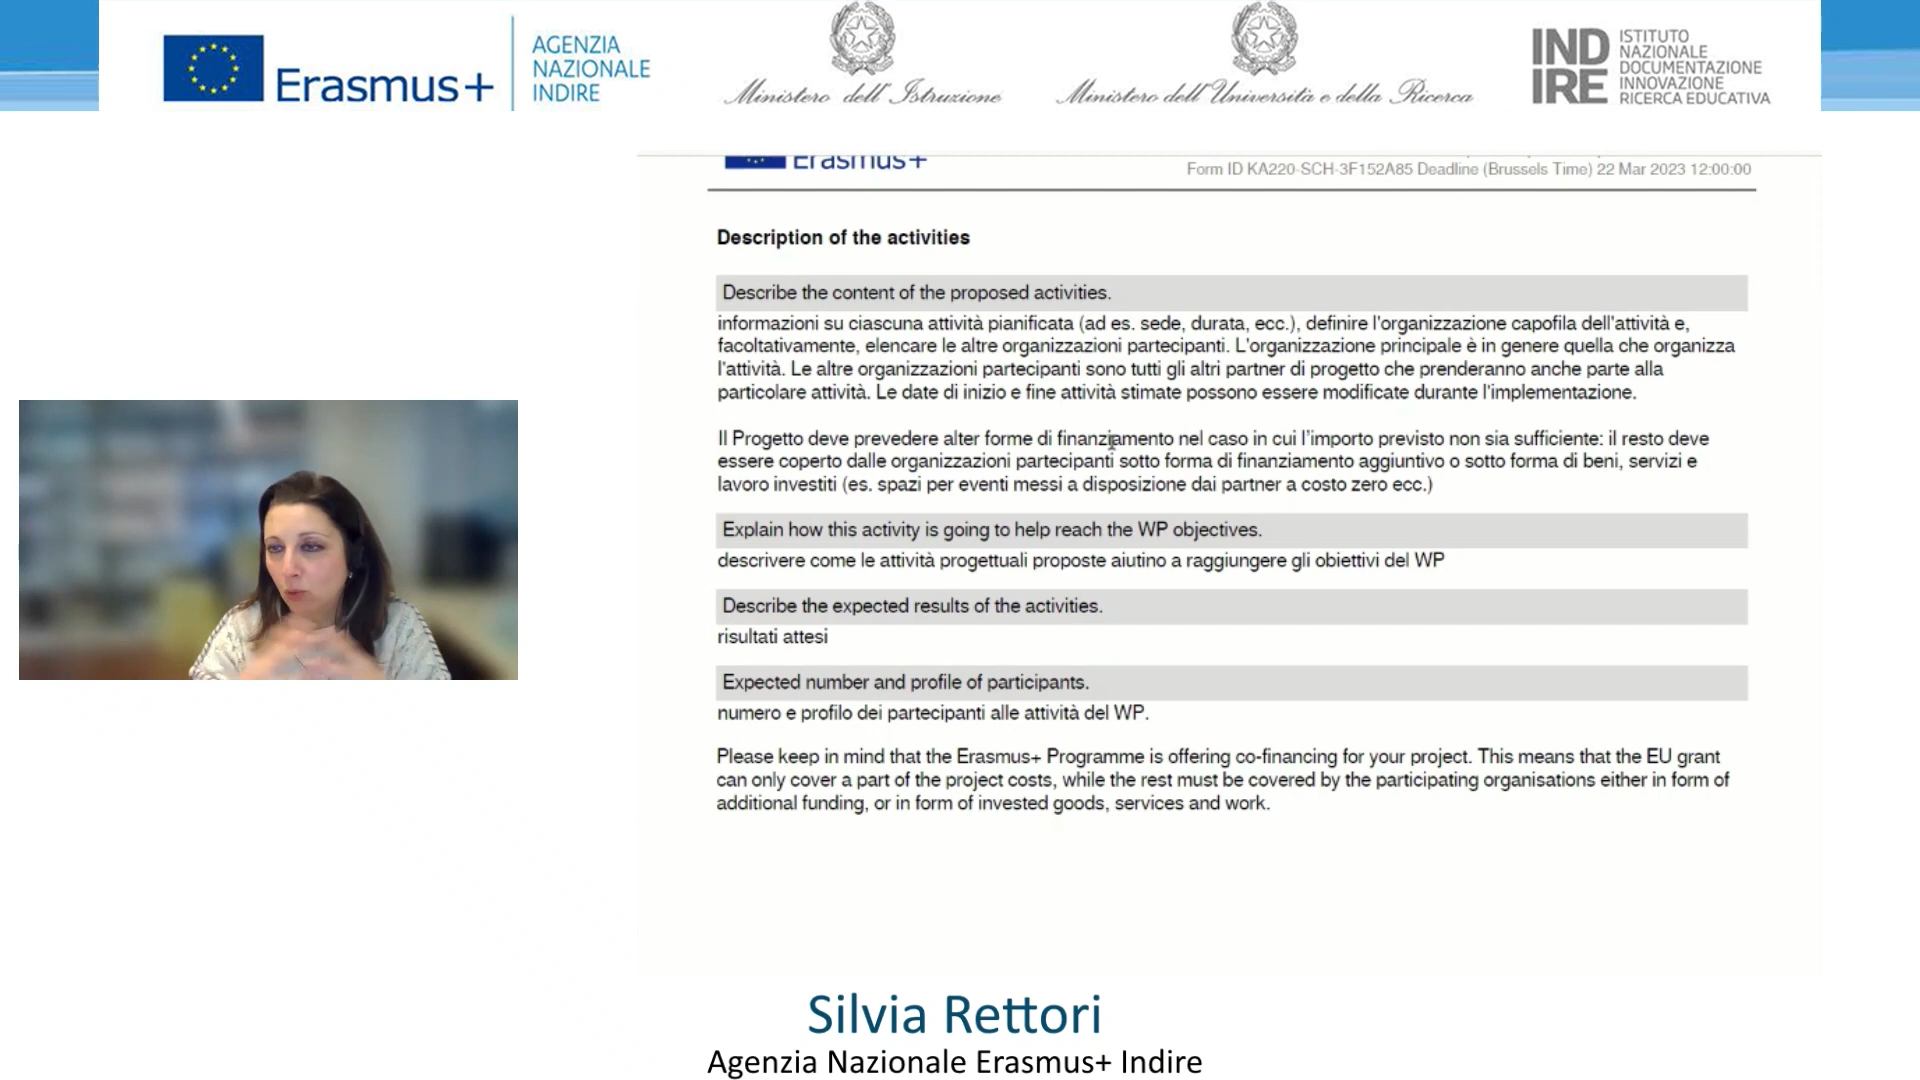 Erasmus+
AGENZIA
NAZIONALE
INDIRE
Ministero dell'Istruzione
Ministero dell'Università e della Ricerca
IND
IRE
ISTITUTO
NAZIONALE
DOCUMENTAZIONE
INNOVAZIONE
RICERCA EDUCATIVA
Erasmus+
Form ID KA220-SCH-3F152A85 Deadline (Brussels Time) 22 Mar 2023 12:00:00
Description of the activities
Describe the content of the proposed activities.
informazioni su ciascuna attività pianificata (ad es. sede, durata, ecc.), definire l'organizzazione capofila dell'attività e,
facoltativamente, elencare le altre organizzazioni partecipanti. L'organizzazione principale è in genere quella che organizza
l'attività. Le altre organizzazioni partecipanti sono tutti gli altri partner di progetto che prenderanno anche parte alla
particolare attività. Le date di inizio e fine attività stimate possono essere modificate durante l'implementazione.
Il Progetto deve prevedere alter forme di finanziamento nel caso in cui l'importo previsto non sia sufficiente: il resto deve
essere coperto dalle organizzazioni partecipanti sotto forma di finanziamento aggiuntivo o sotto forma di beni, servizi e
lavoro investiti (es. spazi per eventi messi a disposizione dai partner a costo zero ecc.)
Explain how this activity is going to help reach the WP objectives.
descrivere come le attività progettuali proposte aiutino a raggiungere gli obiettivi del WP
Describe the expected results of the activities.
risultati attesi
Expected number and profile of participants.
numero e profilo dei partecipanti alle attività del WP.
Please keep in mind that the Erasmus+ Programme is offering co-financing for your project. This means that the EU grant
can only cover a part of the project costs, while the rest must be covered by the participating organisations either in form of
additional funding, or in form of invested goods, services and work.
Silvia Rettori
Agenzia Nazionale Erasmus+ Indire